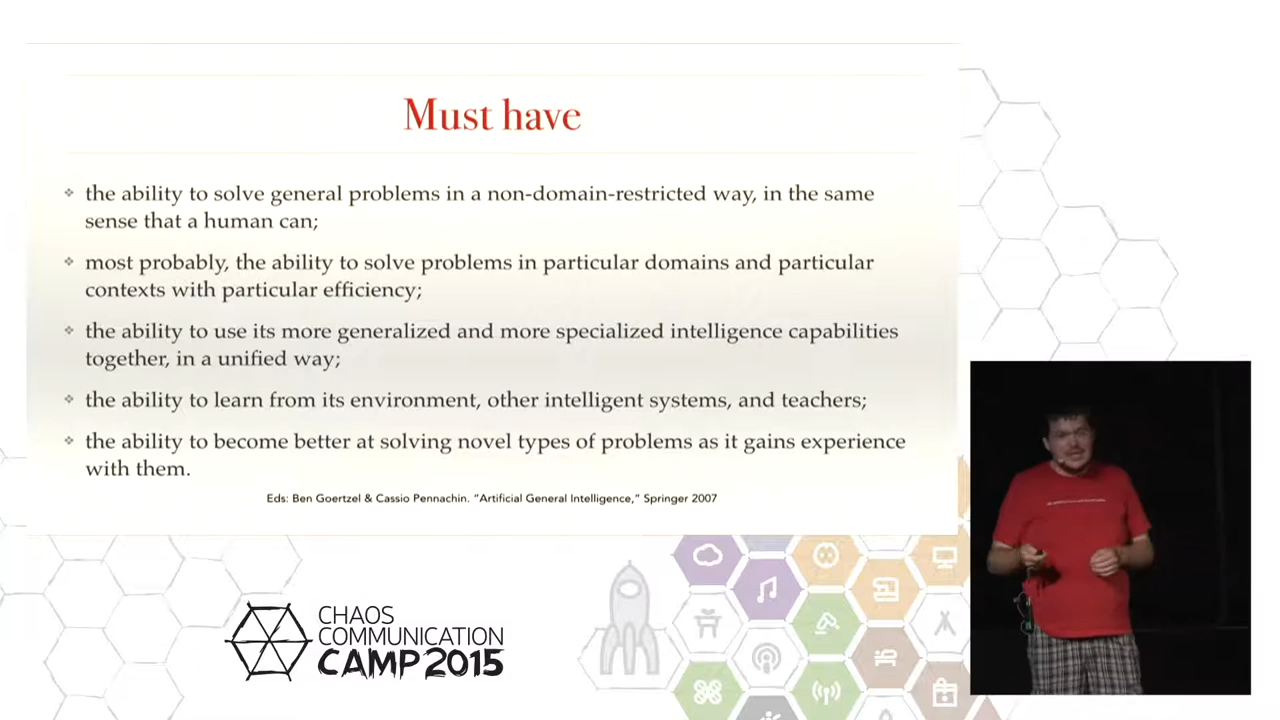 Must have
the ability to solve general problems in a non-domain-restricted way, in the same
sense that a human can;
most probably, the ability to solve problems in particular domains and particular
contexts with particular efficiency;
the ability to use its more generalized and more specialized intelligence capabilities
together, in a unified way;
the ability to learn from its environment, other intelligent systems, and teachers;
the ability to become better at solving novel types of problems as it gains experience
with them.
Eds: Ben Goertzel & Cassio Pennachin. “Artificial General Intelligence,” Springer 2007
CHAOS
COMMUNICATION
CAMP 2015